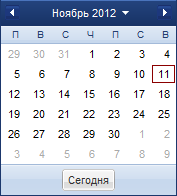 Ноябрь 2012
П В С Ч П С В
29 30 31 1 2 3 4
5 6 7 8 9 10 11
12 13 14 15 16 17 18
19 20 21 22 23 24 25
26 27 28 29 30 1 2
3 4 5 6 7 8 9
Сегодня